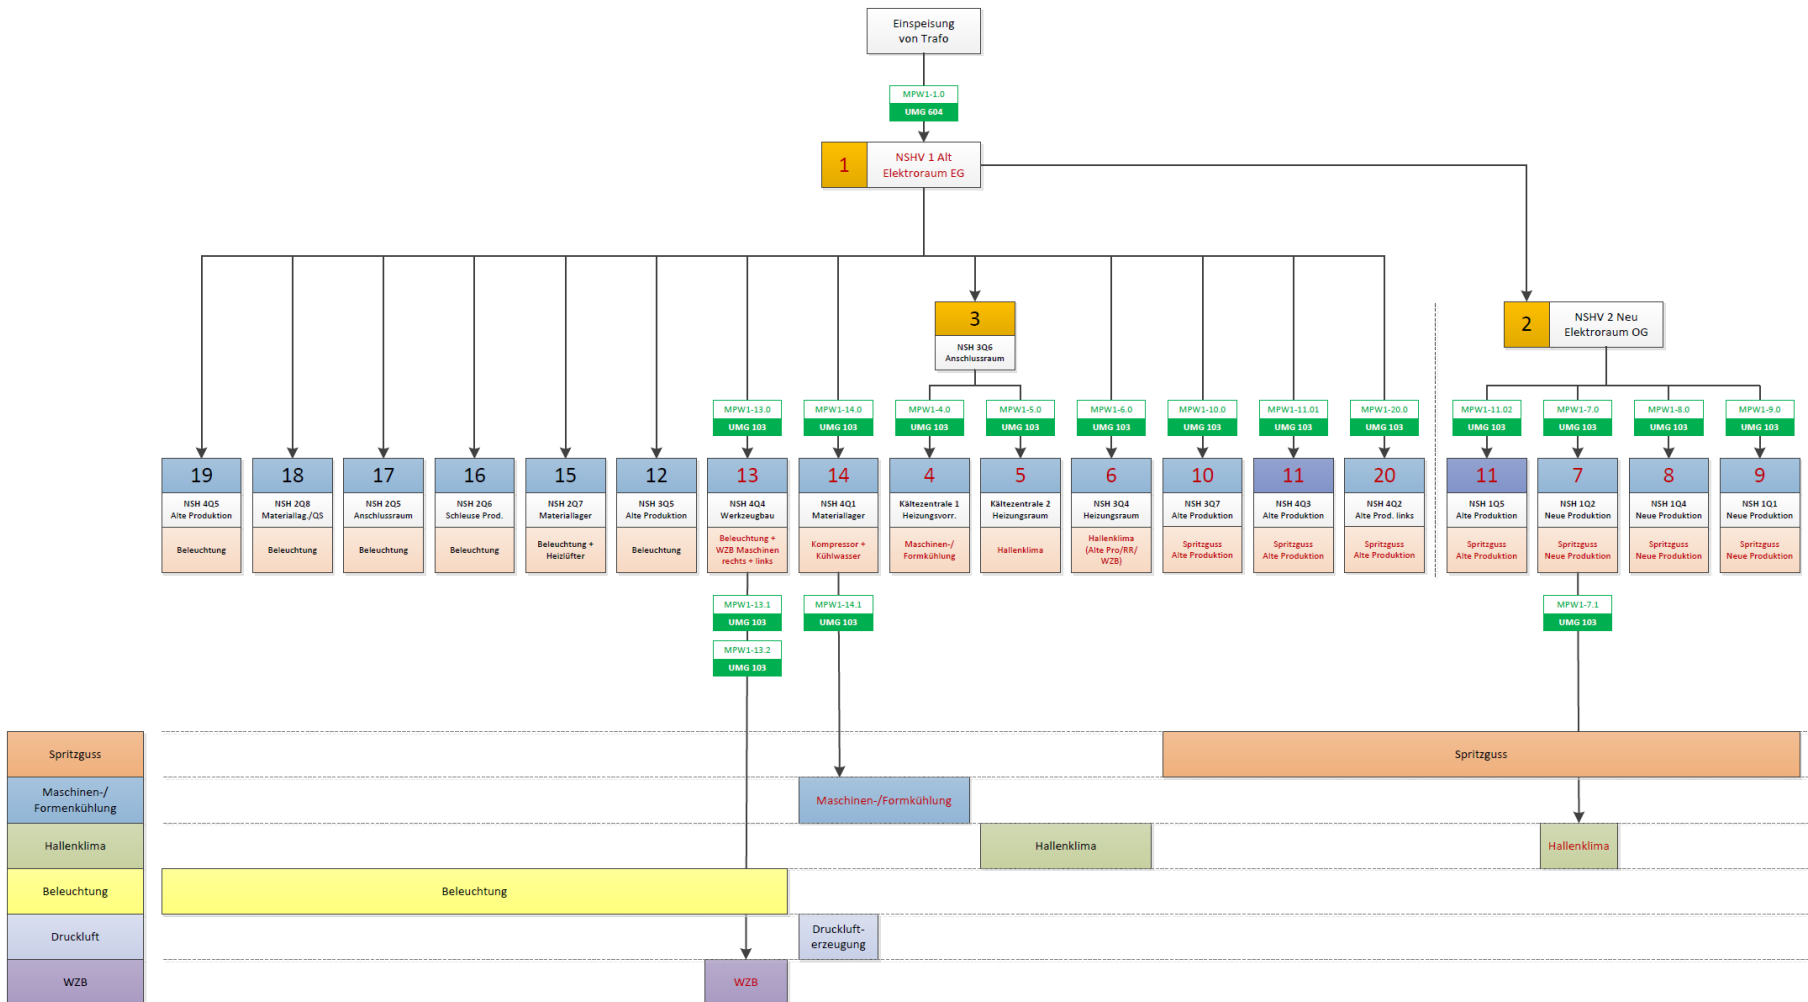 Einspeisung
von Trafo
MPW1-1.0
UMG 604
1
NSHV 1 Alt
Elektroraum EG
3
NSH 3Q6
Anschlussraum
2
NSHV 2 Neu
Elektroraum OG
MPW1-13.0
UMG 103
MPW1-14.0
UMG 103
MPW1-4.0
UMG 103
MPW1-5.0
UMG 103
MPW1-6.0
UMG 103
MPW1-10.0
UMG 103
MPW1-11.01
UMG 103
MPW1-20.0
UMG 103
MPW1-11.02
UMG 103
MPW1-7.0
UMG 103
MPW1-8.0
UMG 103
MPW1-9.0
UMG 103
19
NSH 4Q5
Alte Produktion
Beleuchtung
18
NSH 2Q8
Materiallag./QS
Beleuchtung
17
NSH 2Q5
Anschlussraum
Beleuchtung
16
NSH 2Q6
Schleuse Prod.
Beleuchtung
15
NSH 2Q7
Materiallager
Beleuchtung +
Heizlüfter
12
NSH 3Q5
Alte Produktion
Beleuchtung
13
NSH 4Q4
Werkzeugbau
Beleuchtung +
WZB Maschinen
rechts + links
14
NSH 4Q1
Materiallager
Kompressor +
Kühlwasser
4
Kältezentrale 1
Heizungsvorr.
Maschinen-/
Formkühlung
5
Kältezentrale 2
Heizungsraum
Hallenklima
6
NSH 3Q4
Heizungsraum
Hallenklima
(Alte Pro/RR/
WZB)
10
NSH 3Q7
Alte Produktion
Spritzguss
Alte Produktion
11
NSH 4Q3
Alte Produktion
Spritzguss
Alte Produktion
20
NSH 4Q2
Alte Prod. links
Spritzguss
Alte Produktion
11
NSH 1Q5
Alte Produktion
Spritzguss
Alte Produktion
7
NSH 1Q2
Neue Produktion
Spritzguss
Neue Produktion
8
NSH 1Q4
Neue Produktion
Spritzguss
Neue Produktion
9
NSH 1Q1
Neue Produktion
Spritzguss
Neue Produktion
MPW1-13.1
UMG 103
MPW1-13.2
UMG 103
MPW1-14.1
UMG 103
MPW1-7.1
UMG 103
Spritzguss
Spritzguss
Maschinen-/
Formenkühlung
Maschinen-/Formkühlung
Hallenklima
Hallenklima
Hallenklima
Beleuchtung
Beleuchtung
Druckluft
Druckluft-
erzeugung
WZB
WZB